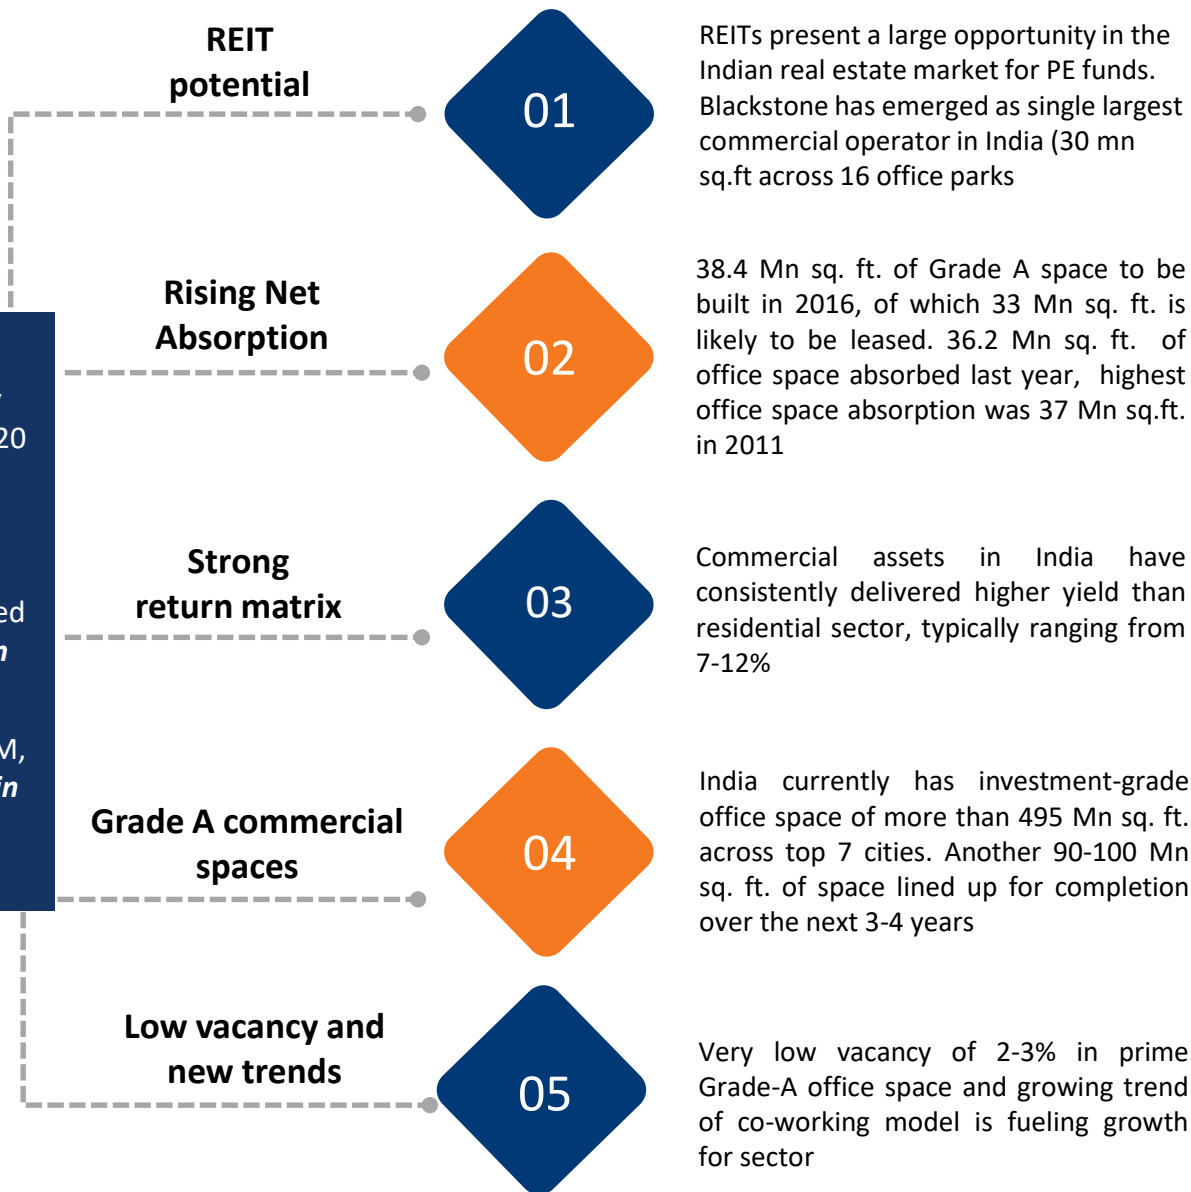 REIT
potential
01
REITs present a large opportunity in the
Indian real estate market for PE funds.
Blackstone has emerged as single largest
commercial operator in India (30 mn
sq.ft across 16 office parks
Rising Net
Absorption
02
38.4 Mn sq. ft. of Grade A space to be
built in 2016, of which 33 Mn sq. ft. is
likely to be leased. 36.2 Mn sq. ft. of
office space absorbed last year, highest
office space absorption was 37 Mn sq.ft.
in 2011
20
Strong
return matrix
03
Commercial assets in India have
consistently delivered higher yield than
residential sector, typically ranging from
7-12%
ed
M,
in
Grade A commercial
spaces
04
India currently has investment-grade
office space of more than 495 Mn sq. ft.
across top 7 cities. Another 90-100 Mn
sq. ft. of space lined up for completion
over the next 3-4 years
Low vacancy and
new trends
05
Very low vacancy of 2-3% in prime
Grade-A office space and growing trend
of co-working model is fueling growth
for sector